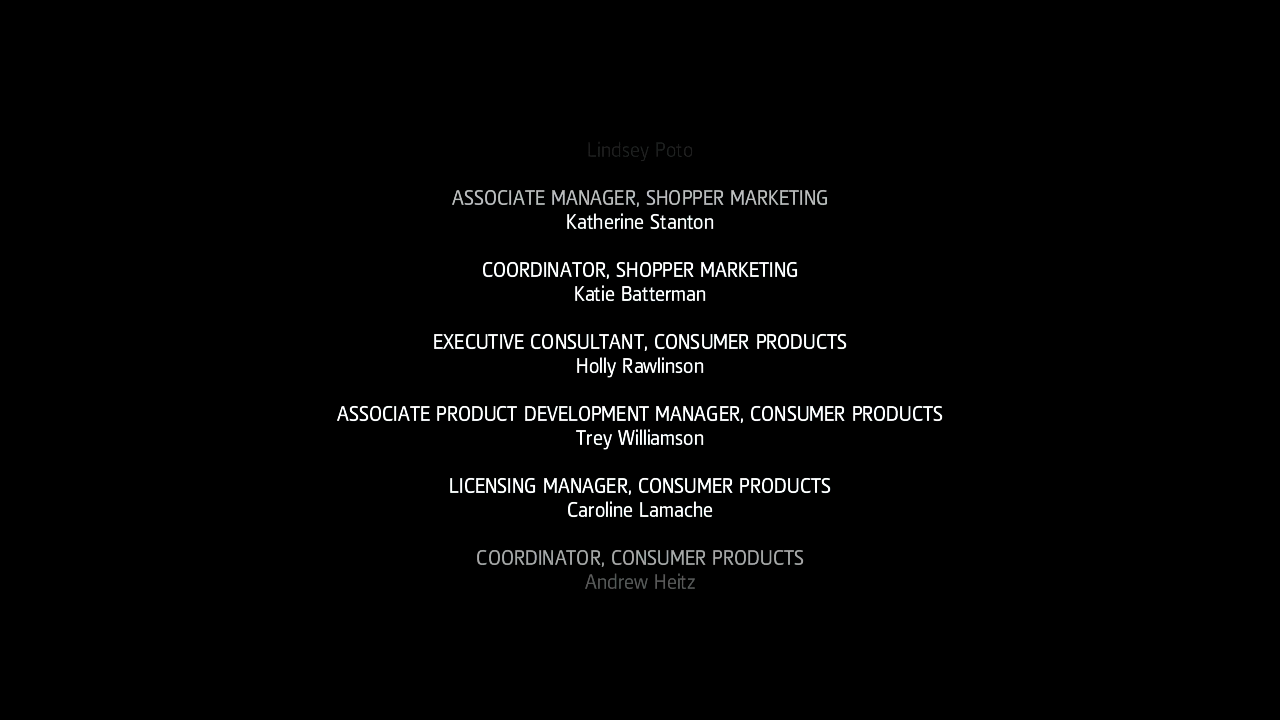 Lindsey Poto
ASSOCIATE MANAGER, SHOPPER MARKETING
Katherine Stanton
COORDINATOR, SHOPPER MARKETING
Katie Batterman
EXECUTIVE CONSULTANT, CONSUMER PRODUCTS
Holly Rawlinson
ASSOCIATE PRODUCT DEVELOPMENT MANAGER, CONSUMER PRODUCTS
Trey Williamson
LICENSING MANAGER, CONSUMER PRODUCTS
Caroline Lamache
COORDINATOR, CONSUMER PRODUCTS
Andrew Heitz